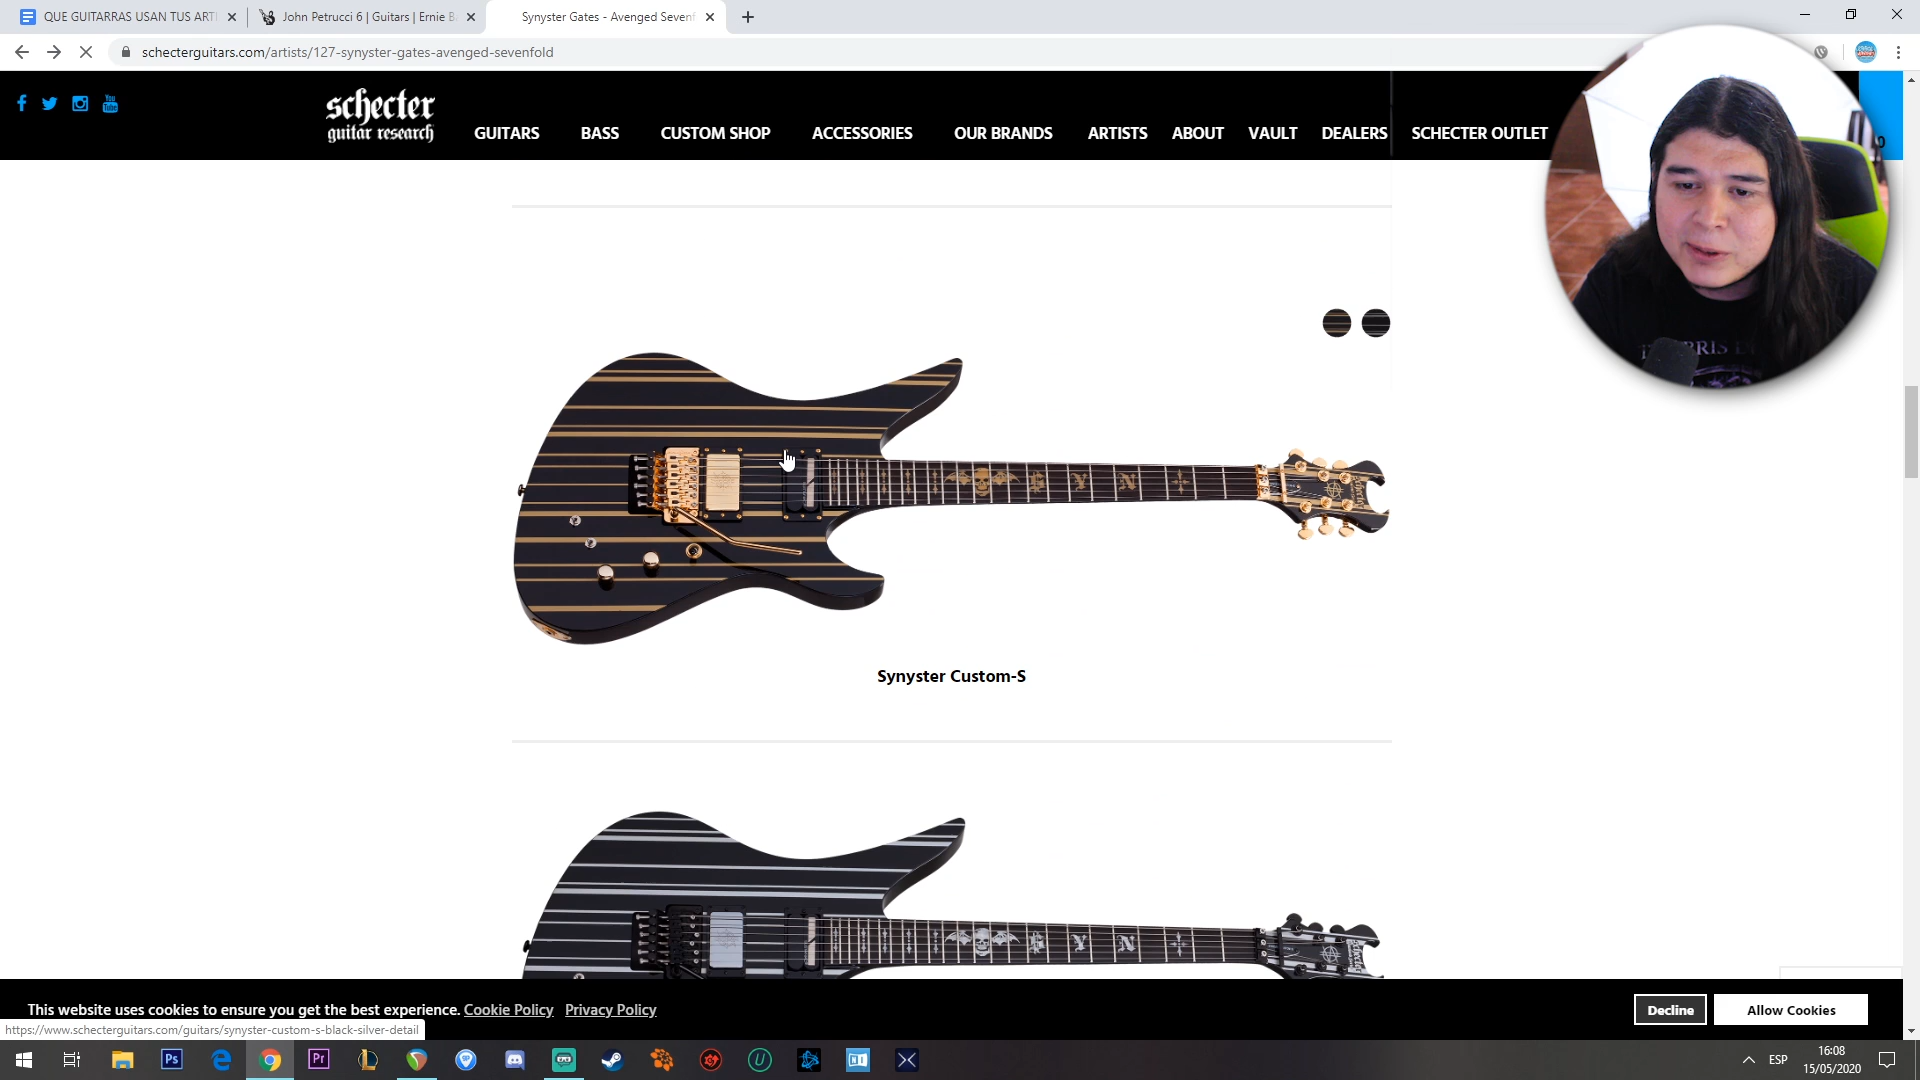 QUE GUITARRAS USAN TUS ART
John Petrucci 6 | Guitars | Ernie B
Synyster Gates - Avenged Sevenf
schecterguitars.com/artists/127-synyster-gates-avenged-sevenfold
schecter
guitar research
GUITARS
BASS
CUSTOM SHOP
ACCESSORIES
OUR BRANDS
ARTISTS
ABOUT
VAULT
DEALERS
SCHECTER OUTLET
Synyster Custom-S
This website uses cookies to ensure you get the best experience. Cookie Policy Privacy Policy
Decline
Allow Cookies
https://www.schecterguitars.com/guitars/synyster-custom-s-black-silver-detail
ESP
16:08
15/05/2020